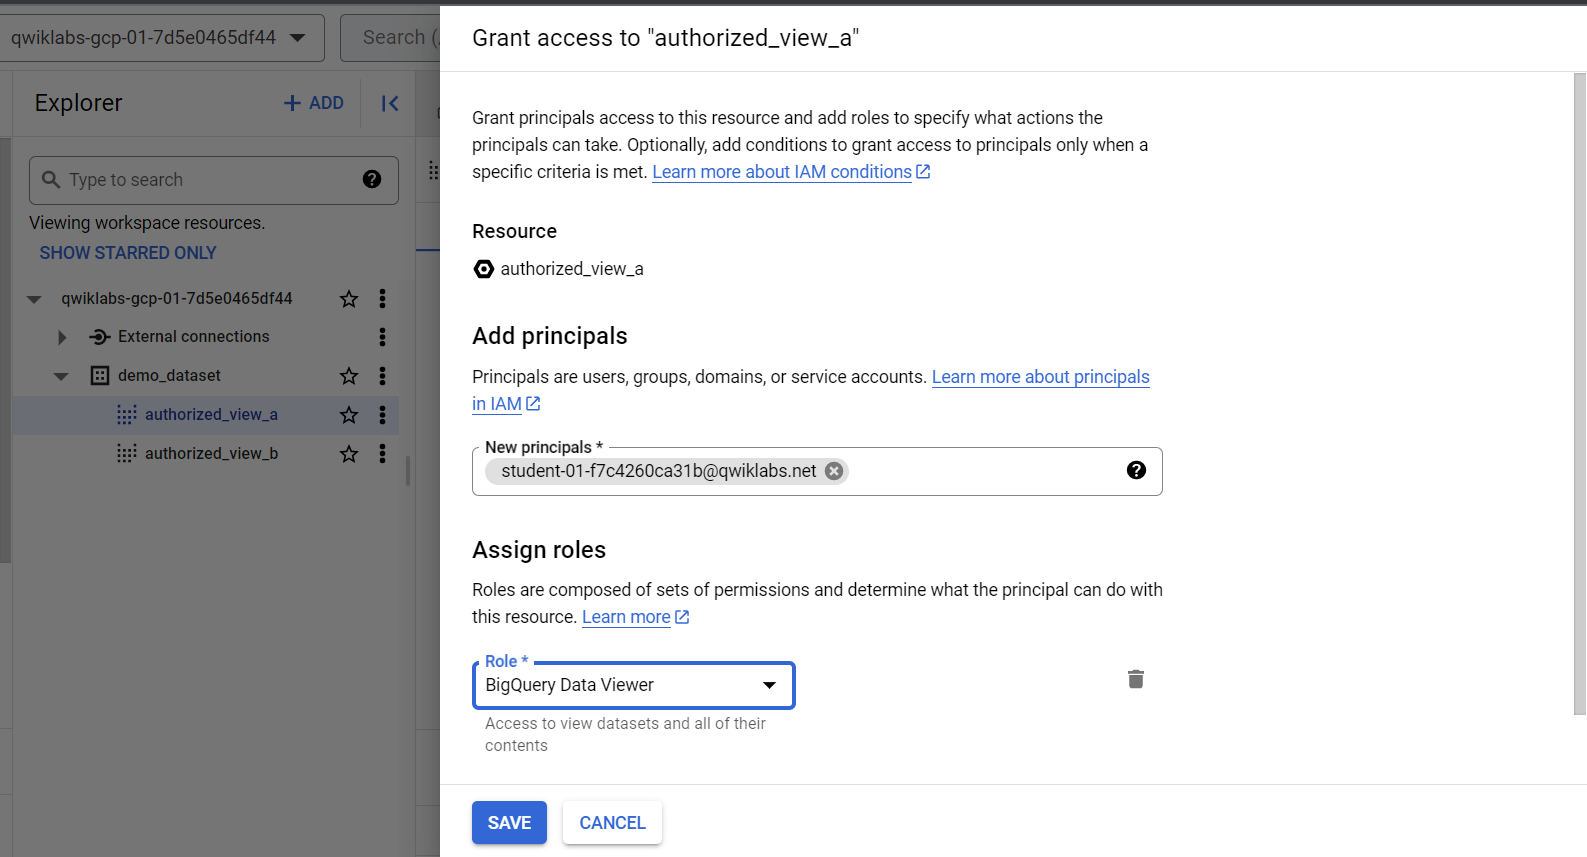 qwiklabs-gcp-01-7d5e0465df44
Search (
Explorer
ADD
Type to search
Viewing workspace resources.
SHOW STARRED ONLY
qwiklabs-gcp-01-7d5e0465df44
External connections
demo_dataset
authorized_view_a
authorized_view_b
Grant access to "authorized_view_a"
Grant principals access to this resource and add roles to specify what actions the
principals can take. Optionally, add conditions to grant access to principals only when a
specific criteria is met. Learn more about IAM conditions
Resource
authorized_view_a
Add principals
Principals are users, groups, domains, or service accounts. Learn more about principals
in IAM
New principals *
student-01-f7c4260ca31b@qwiklabs.net
Assign roles
Roles are composed of sets of permissions and determine what the principal can do with
this resource. Learn more
Role *
BigQuery Data Viewer
Access to view datasets and all of their
contents
SAVE
CANCEL